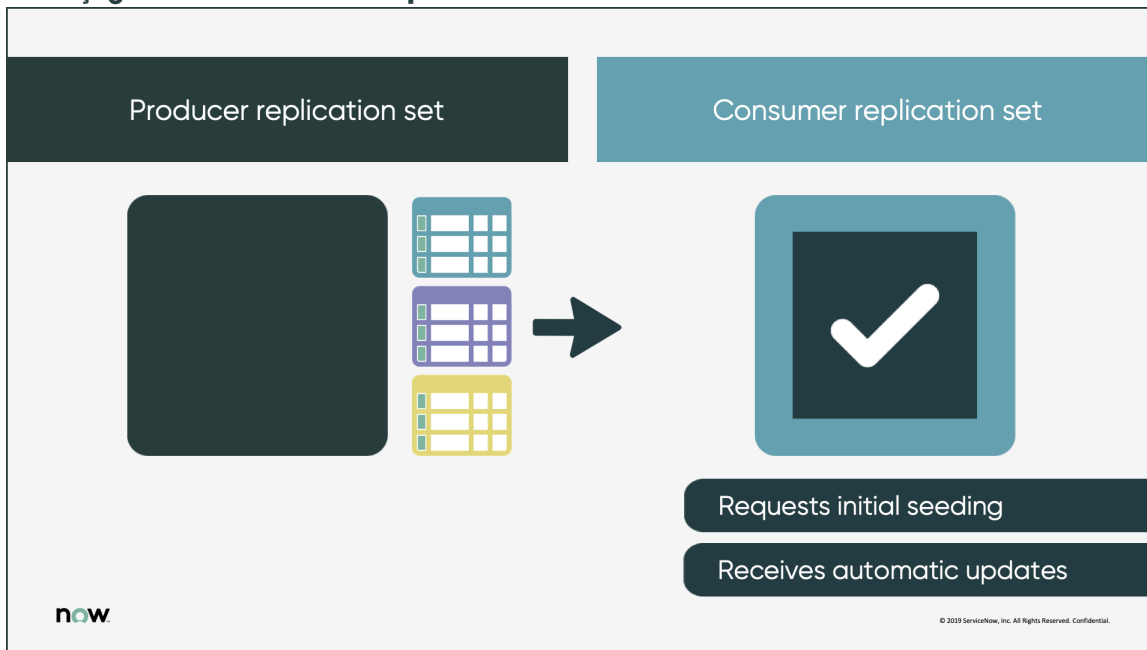 Producer replication set
Consumer replication set
Requests initial seeding
Receives automatic updates
now.
© 2019 ServiceNow, Inc. All Rights Reserved. Confidential.